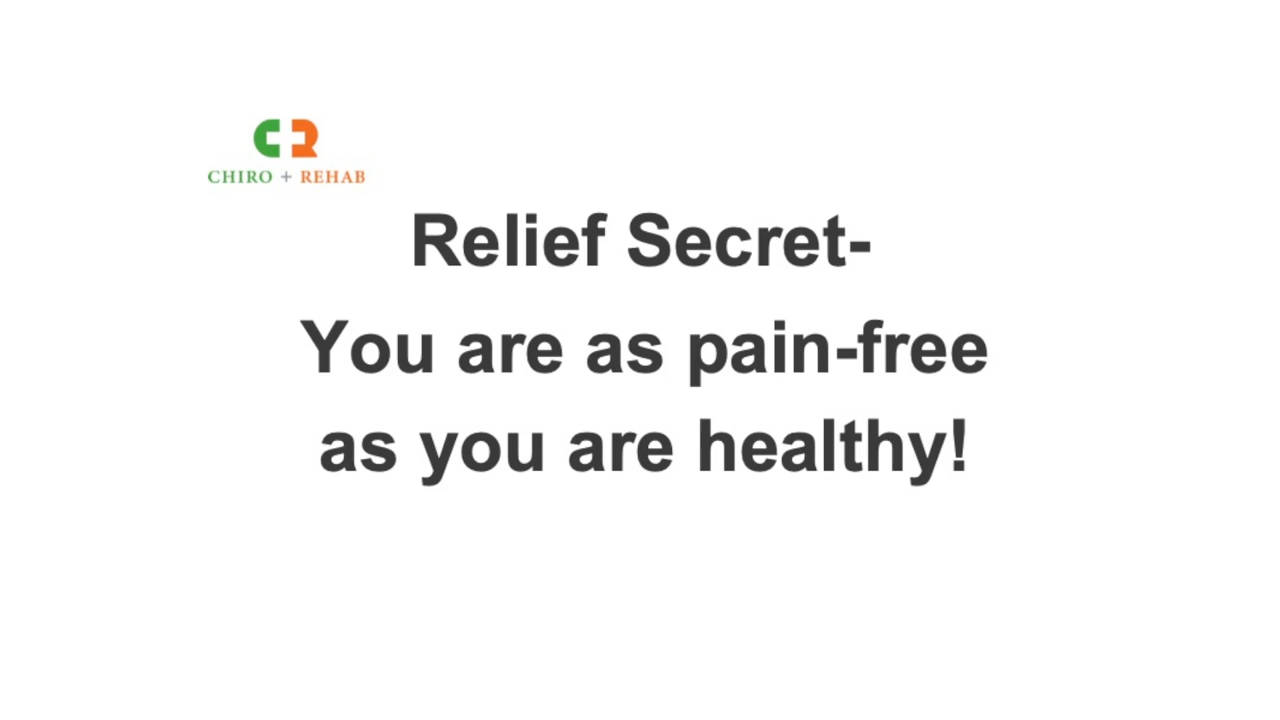 CHIRO + REHAB
Relief Secret-
You are as pain-free
as you are healthy!